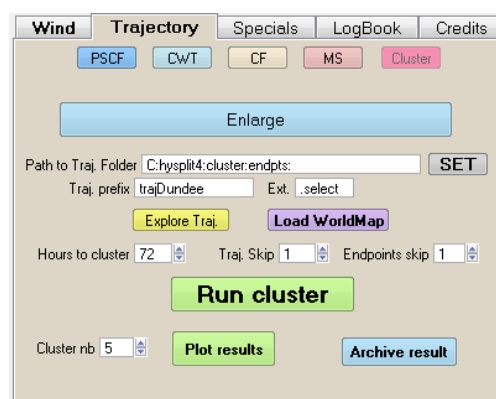 Wind Trajectory Specials LogBook Credits
PSCF CWT CF MS Cluster
Enlarge
Path to Traj. Folder C:hysplit4:cluster:endpts: SET
Traj. prefix trajDundee Ext. .select
Explore Traj. Load WorldMap
Hours to cluster 72 Traj. Skip 1 Endpoints skip 1
Run cluster
Cluster nb 5 Plot results Archive result